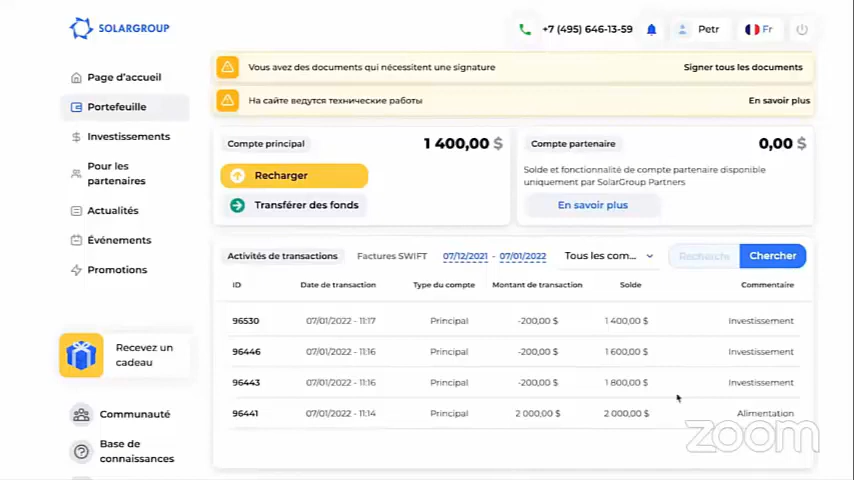 SOLARGROUP
+7 (495) 646-13-59
Petr
Fr
Page d'accueil
Portefeuille
Investissements
Pour les
partenaires
Actualités
Événements
Promotions
Recevez un
cadeau
Communauté
Base de
connaissances
Vous avez des documents qui nécessitent une signature
Signer tous les documents
На сайте ведутся технические работы
En savoir plus
Compte principal
1 400,00 $
Recharger
Transférer des fonds
Compte partenaire
0,00 $
Solde et fonctionnalité de compte partenaire disponible
uniquement par SolarGroup Partners
En savoir plus
Activités de transactions
Factures SWIFT
07/12/2021 - 07/01/2022
Tous les com...
Recherche
Chercher
ID Date de transaction Type du compte Montant de transaction Solde Commentaire
96530 07/01/2022 - 11:17 Principal -200,00 $ 1 400,00 $ Investissement
96446 07/01/2022 - 11:16 Principal -200,00 $ 1 600,00 $ Investissement
96443 07/01/2022 - 11:16 Principal -200,00 $ 1 800,00 $ Investissement
96441 07/01/2022 - 11:14 Principal 2 000,00 $ 2 000,00 $ Alimentation
zoom